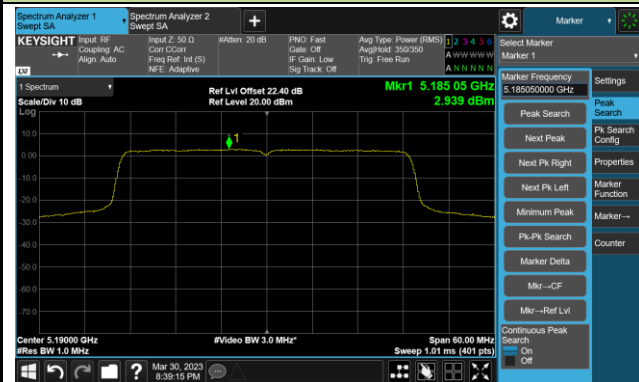 Spectrum Analyzer 1
Swept SA
Spectrum Analyzer 2
Swept SA
+
Marker
KEYSIGHT
Input: RF
Coupling: AC
Align: Auto
Input Z: 50 Ω
Corr CCorr
Freq Ref: Int (S)
NFE: Adaptive
#Atten: 20 dB
PNO: Fast
Gate: Off
IF Gain: Low
Sig Track: Off
Avg Type: Power (RMS)
Avg|Hold: 350/350
Trig: Free Run
1 2 3 4 5 6
A W W W W W
A N N N N N
LXI
Select Marker
Marker 1
1 Spectrum
Scale/Div 10 dB
Log
Ref Lvl Offset 22.40 dB
Ref Level 20.00 dBm
Mkr1 5.185 05 GHz
2.939 dBm
1
10.0
0.00
-10.0
-20.0
-30.0
-40.0
-50.0
-60.0
-70.0
Center 5.19000 GHz
#Res BW 1.0 MHz
#Video BW 3.0 MHz*
Span 60.00 MHz
Sweep 1.01 ms (401 pts)
Marker Frequency
5.185050000 GHz
Peak Search
Next Peak
Next Pk Right
Next Pk Left
Minimum Peak
Pk-Pk Search
Marker Delta
Mkr→CF
Mkr→Ref Lvl
Continuous Peak
Search
On
Off
Settings
Peak
Search
Pk Search
Config
Properties
Marker
Function
Marker→
Counter
?
Mar 30, 2023
8:39:15 PM